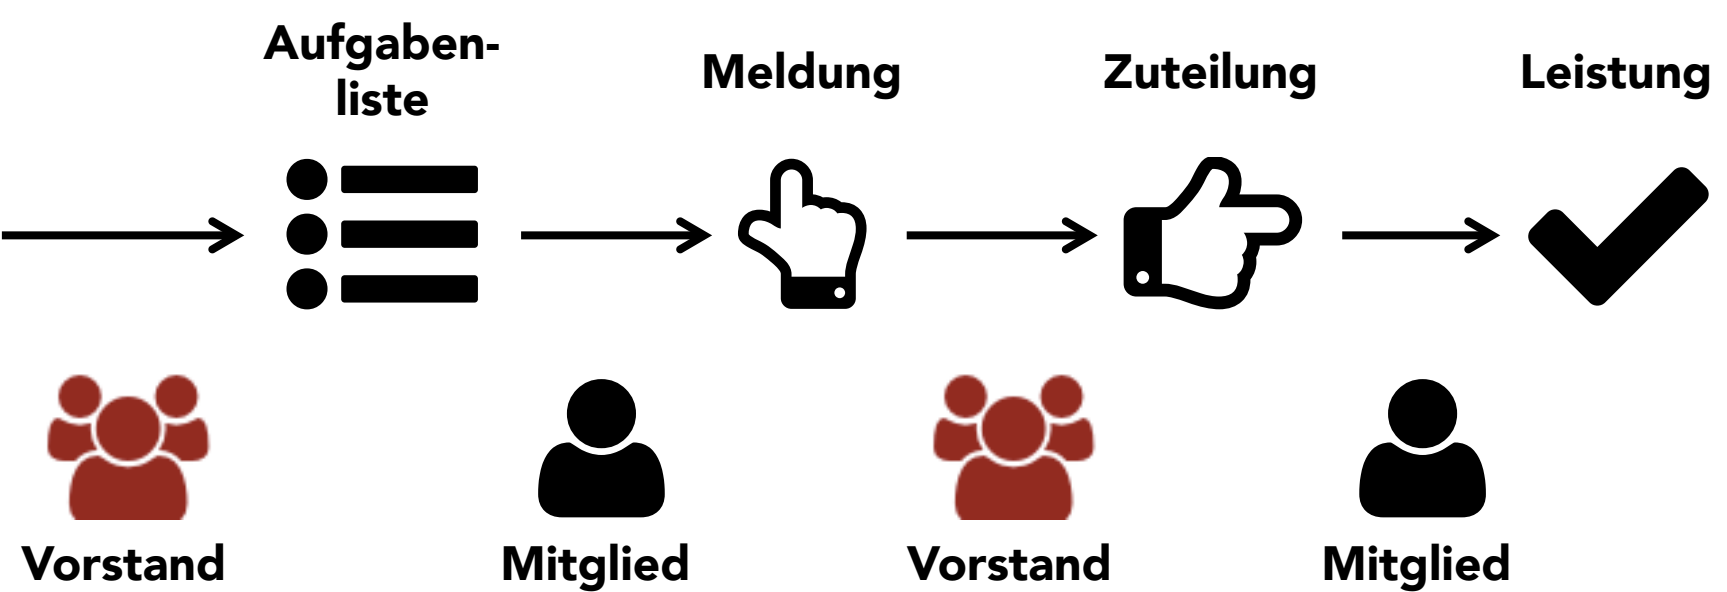 Aufgaben-
liste
Meldung
Zuteilung
Leistung
Vorstand
Mitglied
Vorstand
Mitglied